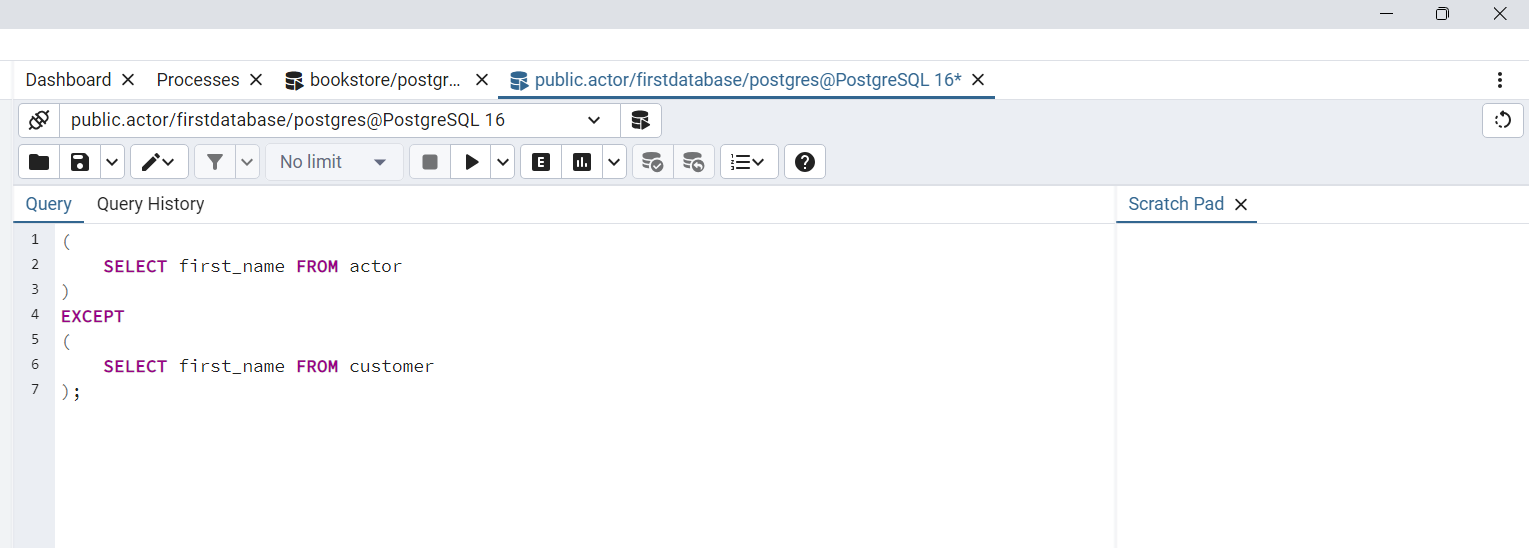 Dashboard Processes bookstore/postgr... public.actor/firstdatabase/postgres@PostgreSQL 16*
public.actor/firstdatabase/postgres@PostgreSQL 16
No limit E
Query Query History Scratch Pad
1 (
2 SELECT first_name FROM actor
3 )
4 EXCEPT
5 (
6 SELECT first_name FROM customer
7 );